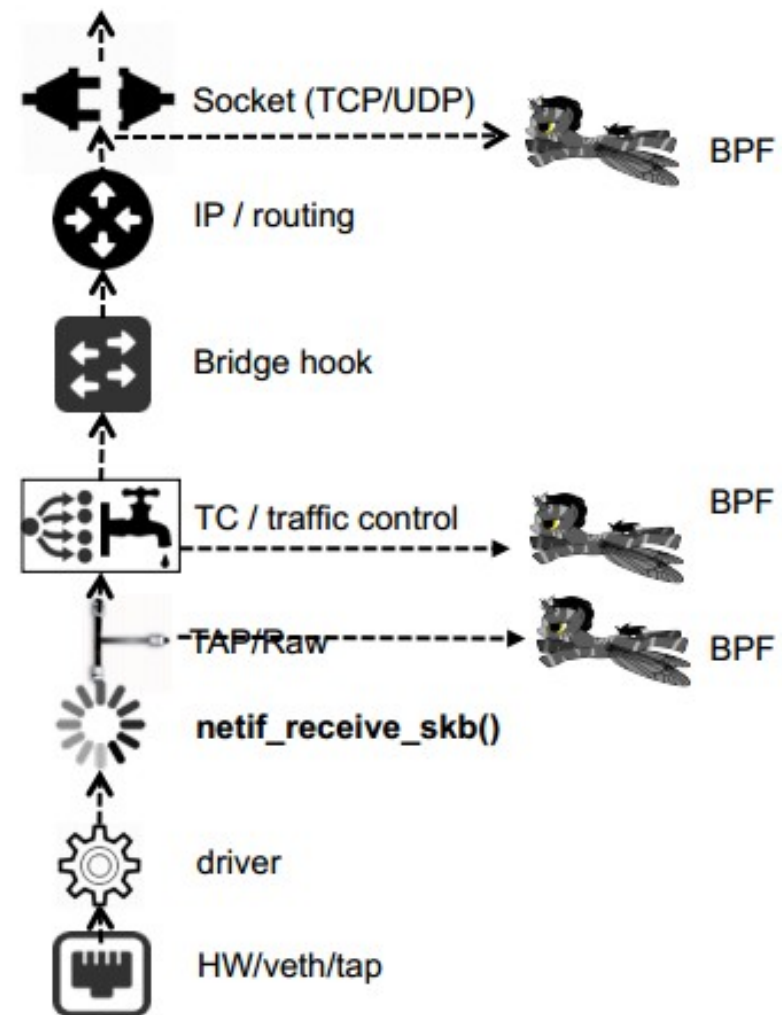 Socket (TCP/UDP)
BPF
IP / routing
Bridge hook
TC / traffic control
BPF
TAP/Raw
BPF
netif_receive_skb()
driver
HW/veth/tap